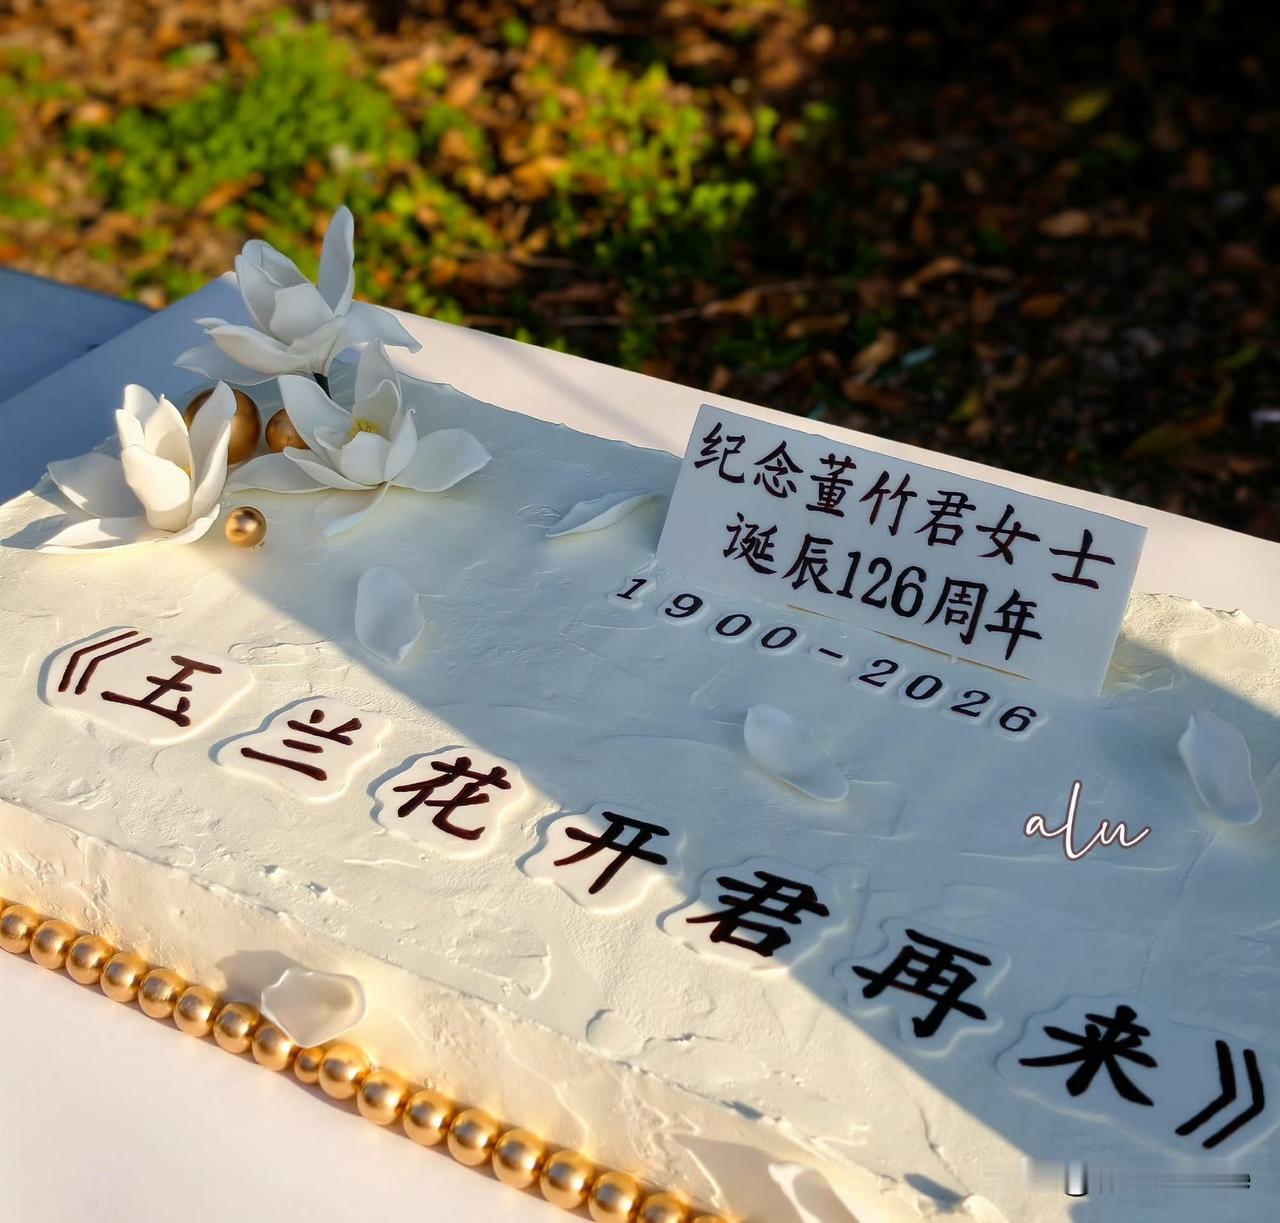 纪念董竹君女士
诞辰126周年
1900-2026
《玉兰花开君再来》
alu